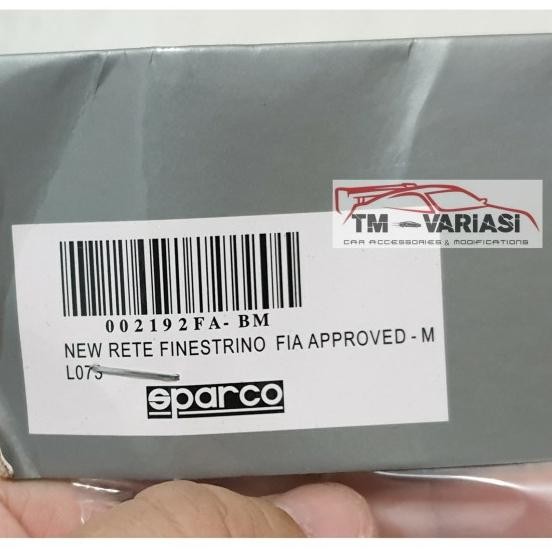 TM VARIASI
CAR ACCESSORIES & MODIFICATIONS
002192FA- BM
NEW RETE FINESTRINO FIA APPROVED - M
sparco